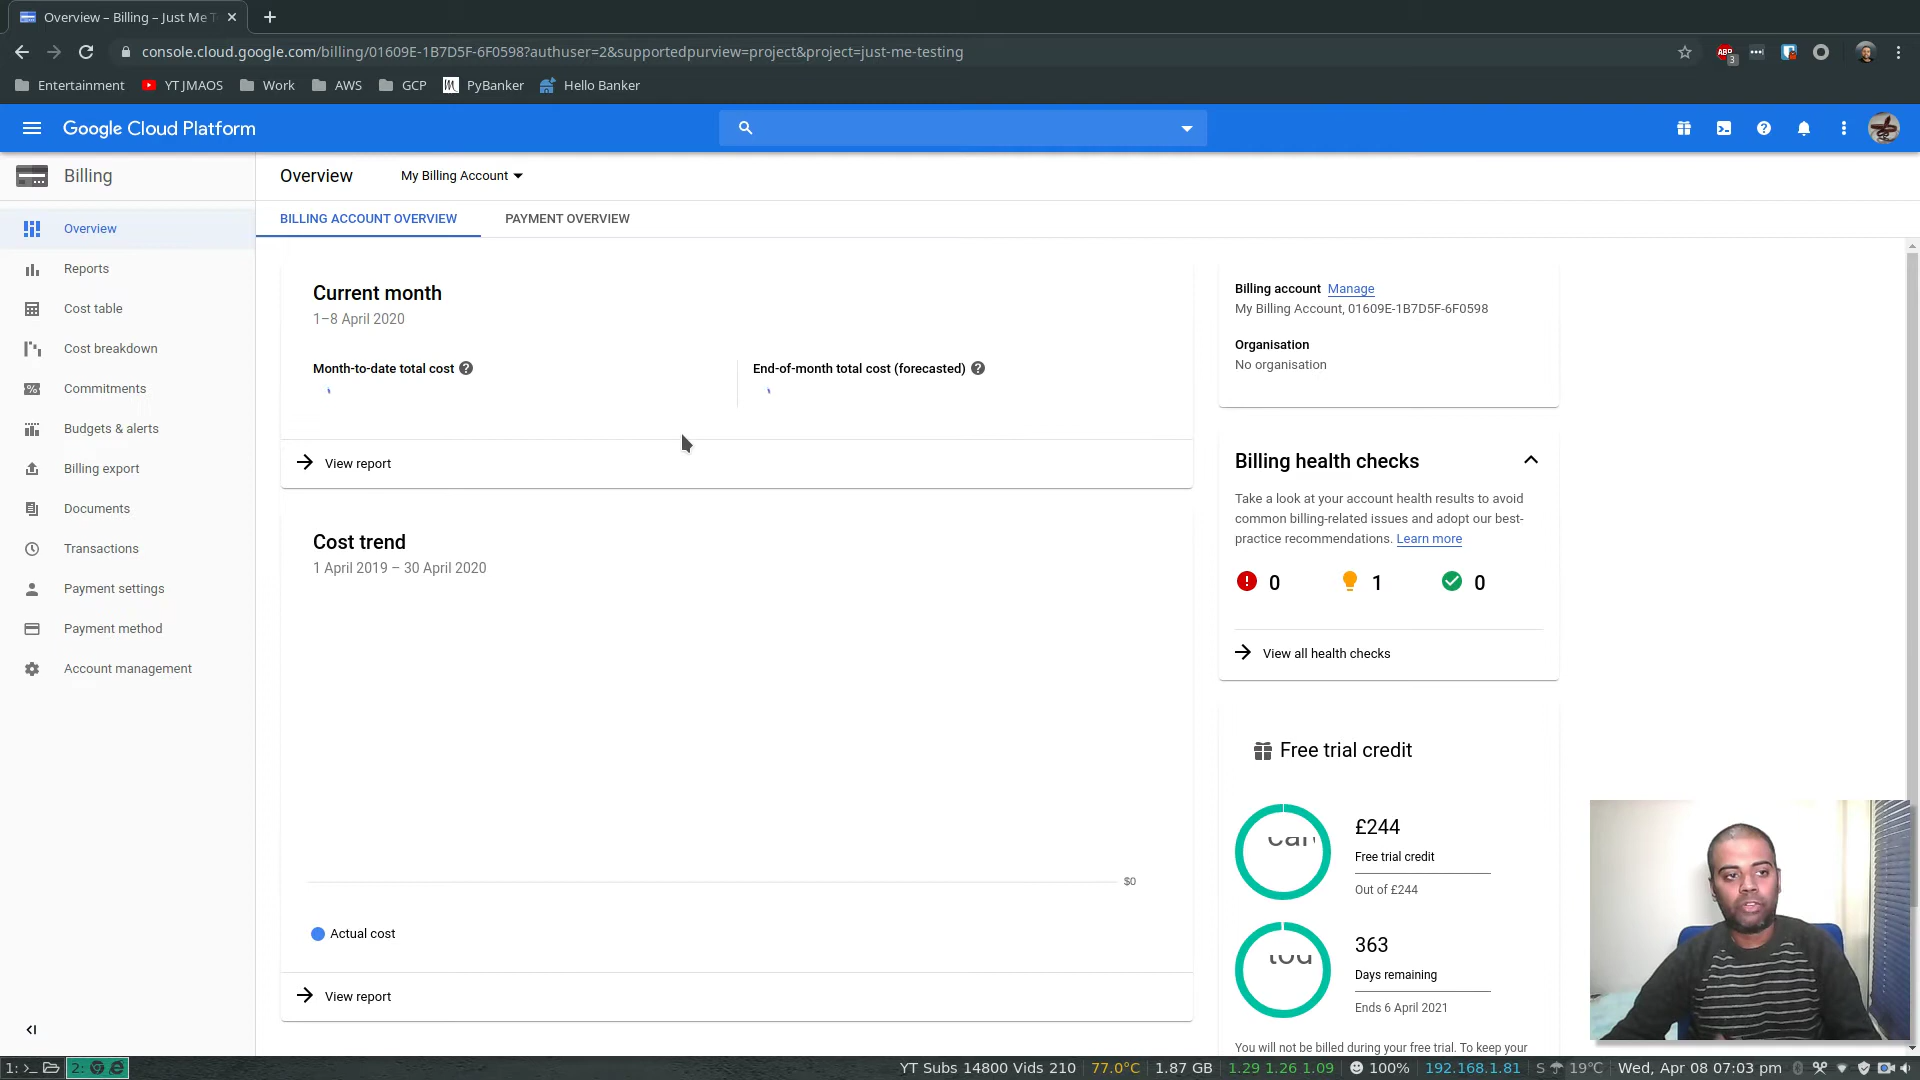 Overview – Billing – Just Me T
console.cloud.google.com/billing/01609E-1B7D5F-6F0598?authuser=2&supportedpurview=project&project=just-me-testing
ABP
3
Entertainment
YT JMAOS
Work
AWS
GCP
PyBanker
Hello Banker
Google Cloud Platform
Billing
Overview
My Billing Account
BILLING ACCOUNT OVERVIEW
PAYMENT OVERVIEW
Overview
Reports
Cost table
Cost breakdown
Commitments
Budgets & alerts
Billing export
Documents
Transactions
Payment settings
Payment method
Account management
Current month
1–8 April 2020
Month-to-date total cost
End-of-month total cost (forecasted)
View report
Cost trend
1 April 2019 – 30 April 2020
$0
Actual cost
View report
Billing account Manage
My Billing Account, 01609E-1B7D5F-6F0598
Organisation
No organisation
Billing health checks
Take a look at your account health results to avoid
common billing-related issues and adopt our best-
practice recommendations. Learn more
0 1 0
View all health checks
Free trial credit
£244
Free trial credit
Out of £244
363
Days remaining
Ends 6 April 2021
You will not be billed during your free trial. To keep your
1: 2: YT Subs 14800 Vids 210 77.0°C 1.87 GB 1.29 1.26 1.09 100% 192.168.1.81 S 19°C Wed, Apr 08 07:03 pm